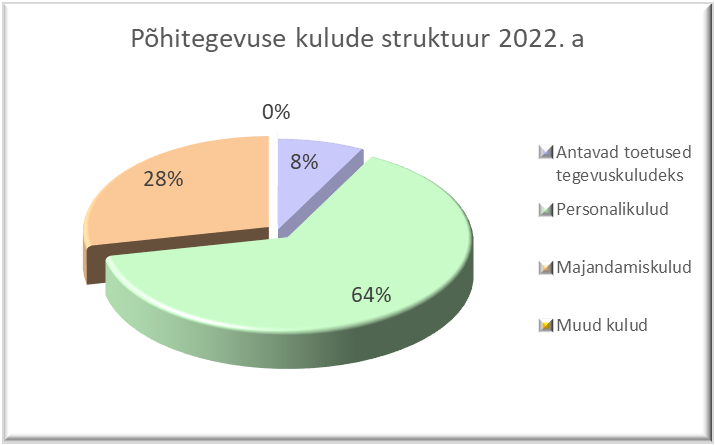 Põhitegevuse kulude struktuur 2022. a
0%
8%
28%
64%
Antavad toetused
tegevuskuludeks
Personalikulud
Majandamiskulud
Muud kulud